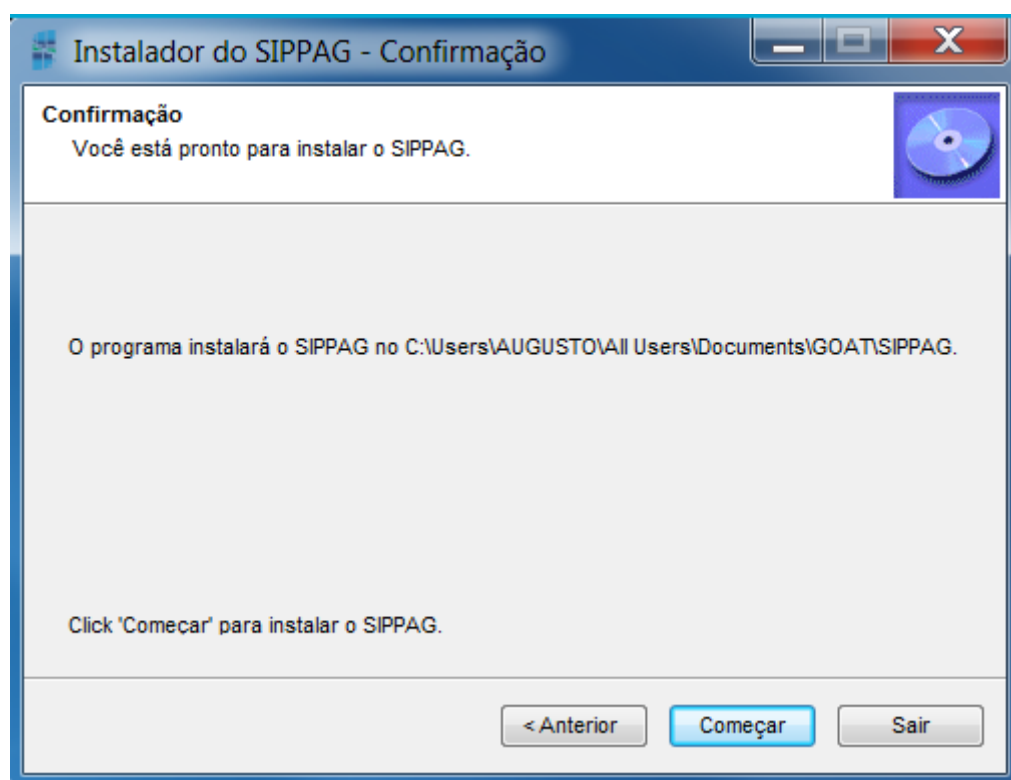 Instalador do SIPPAG - Confirmação
Confirmação
Você está pronto para instalar o SIPPAG.
O programa instalará o SIPPAG no C:\Users\AUGUSTO\All Users\Documents\GOAT\SIPPAG.
Click 'Começar' para instalar o SIPPAG.
< Anterior
Começar
Sair